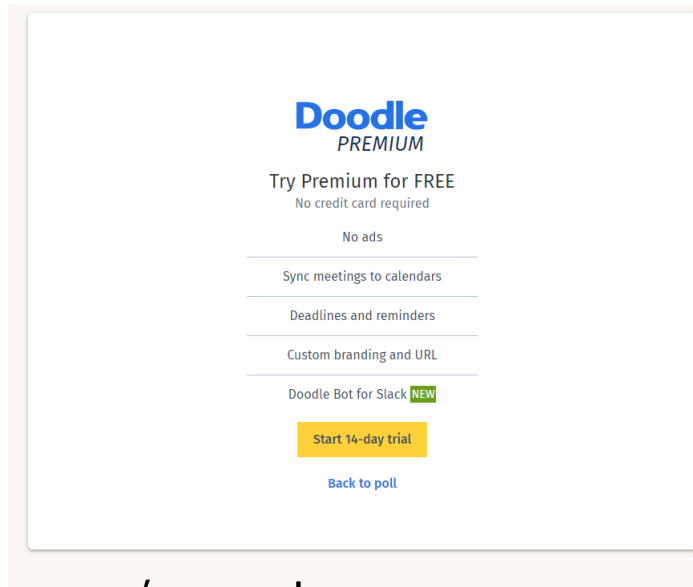 Doodle
PREMIUM
Try Premium for FREE
No credit card required
No ads
Sync meetings to calendars
Deadlines and reminders
Custom branding and URL
Doodle Bot for Slack NEW
Start 14-day trial
Back to poll